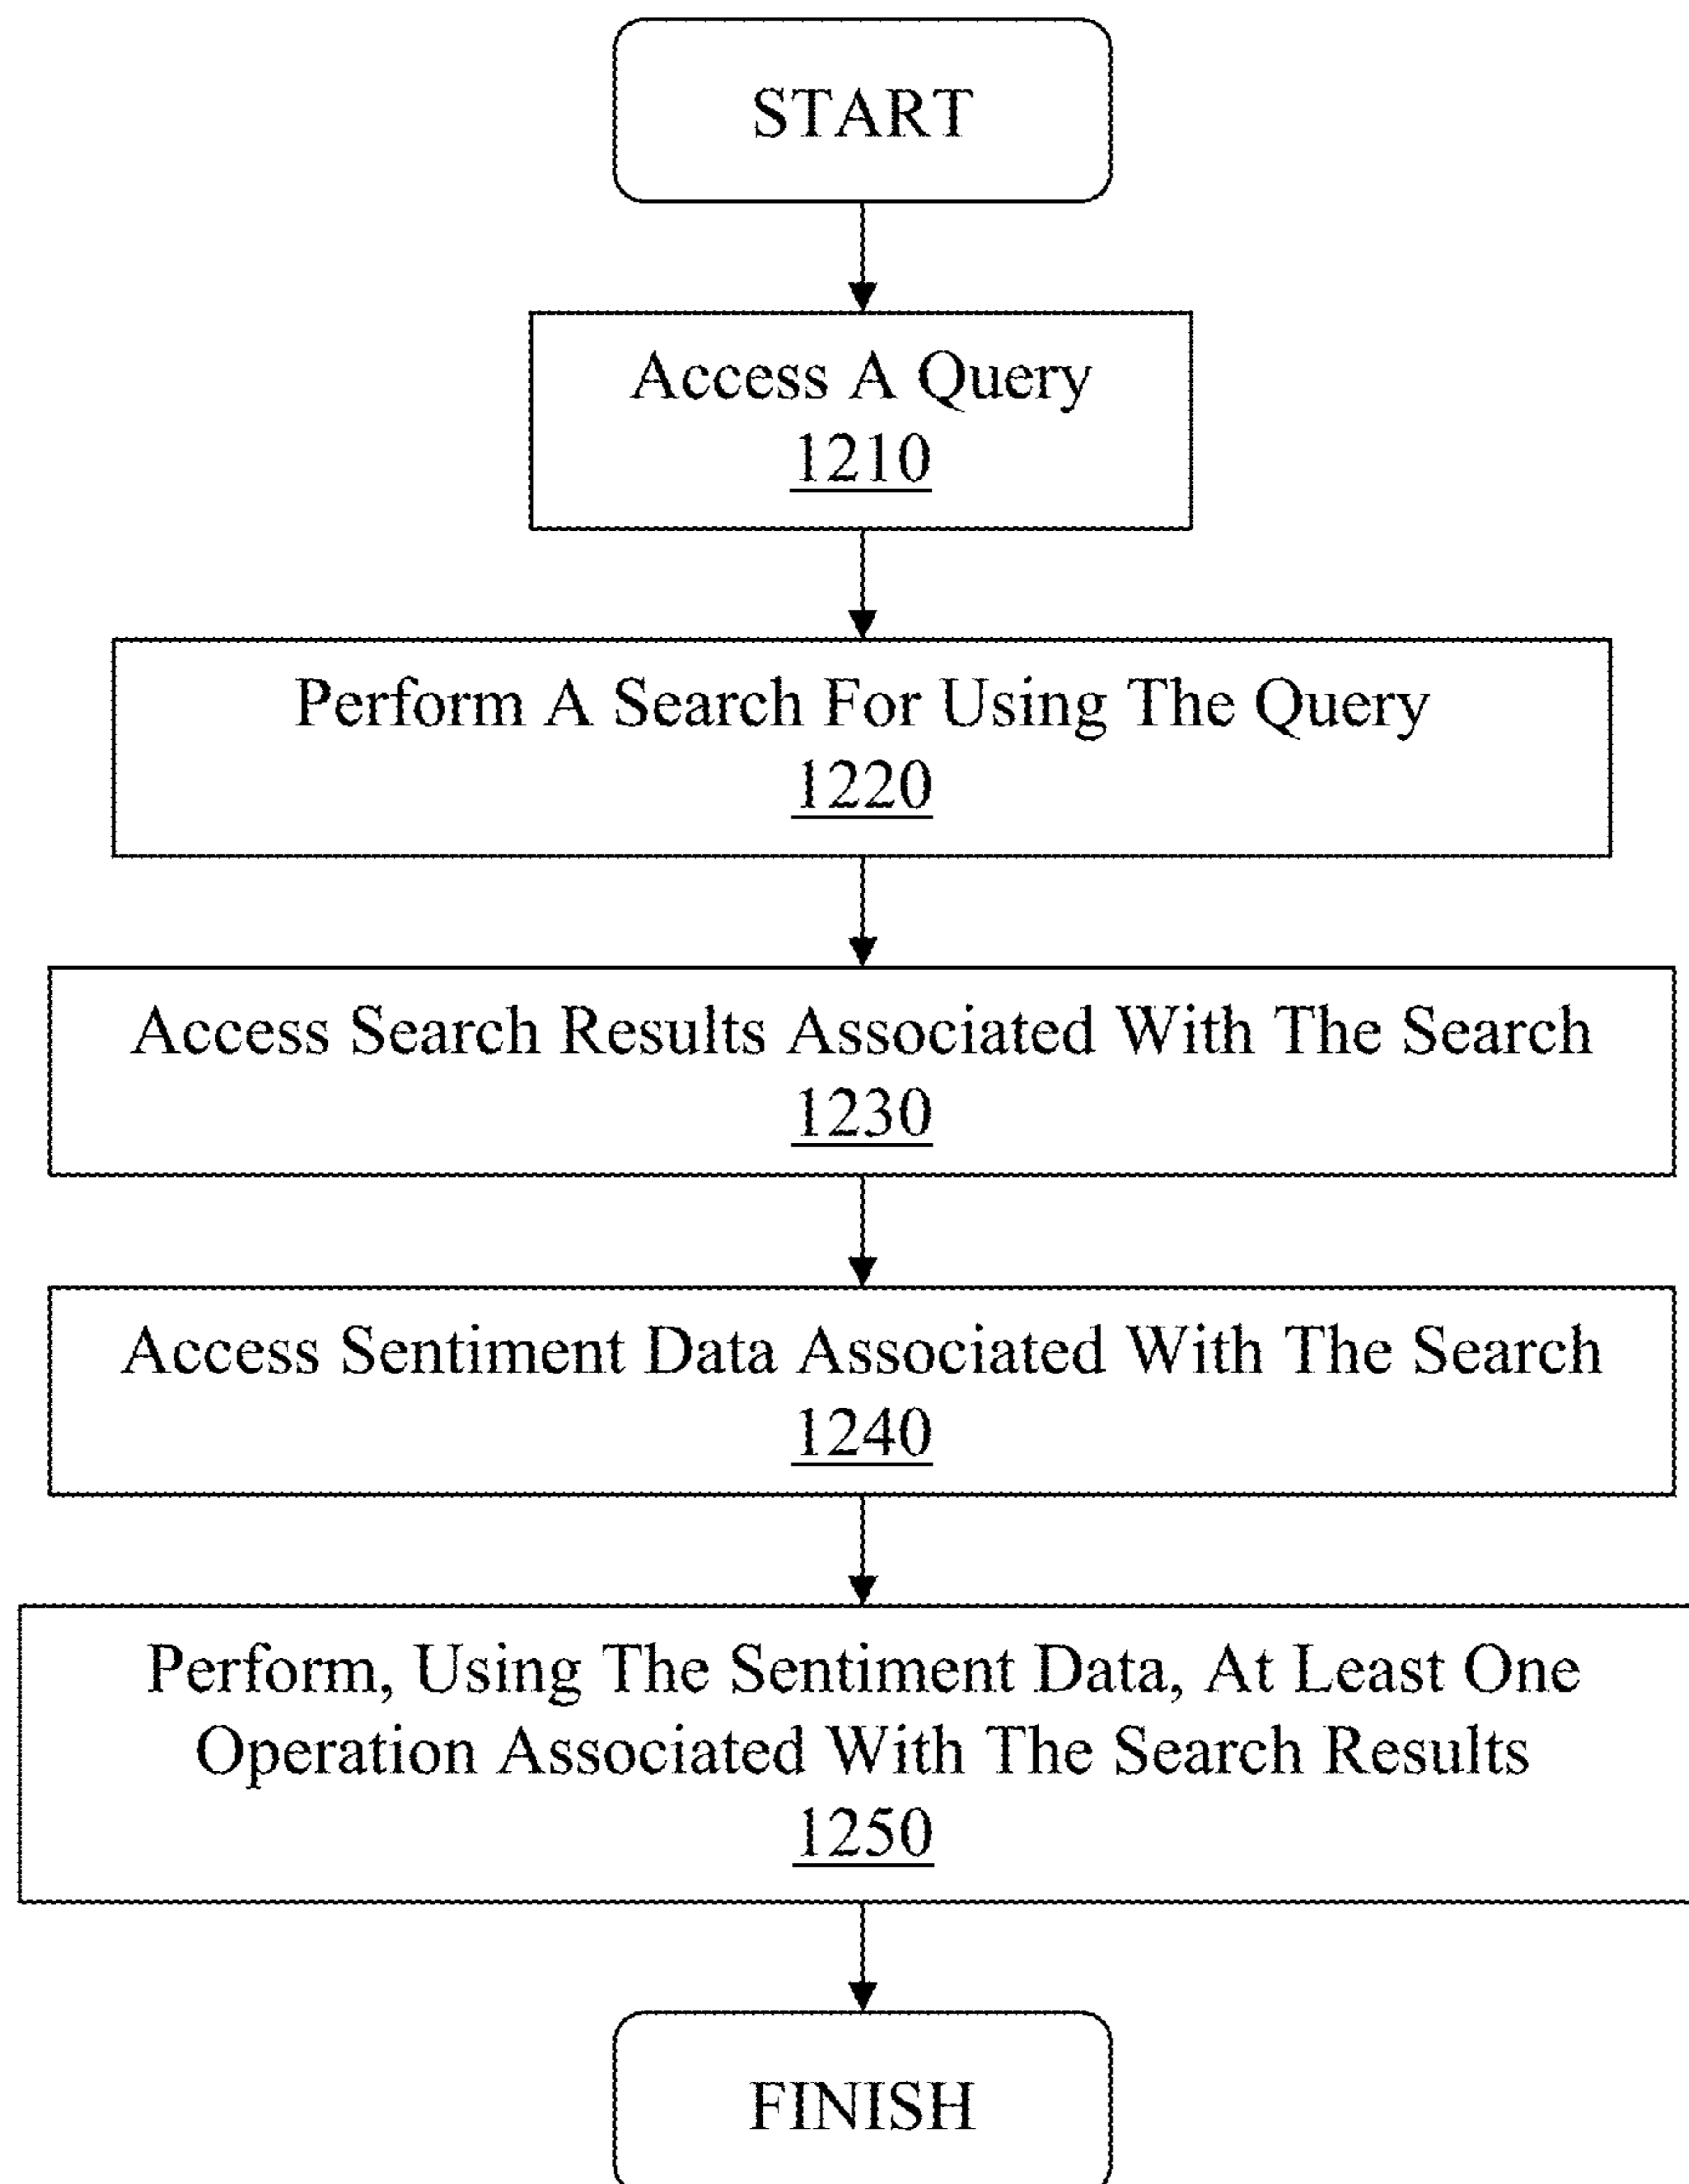 START
Access A Query
1210
Perform A Search For Using The Query
1220
Access Search Results Associated With The Search
1230
Access Sentiment Data Associated With The Search
1240
Perform, Using The Sentiment Data, At Least One
Operation Associated With The Search Results
1250
FINISH